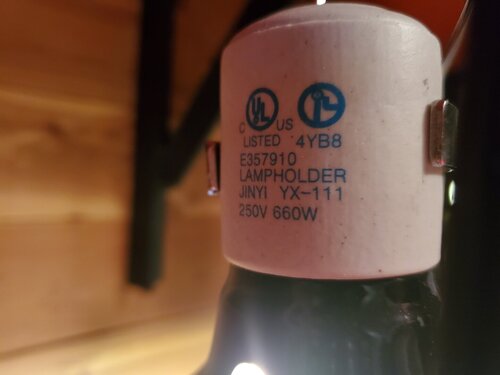 C UL US
LISTED 4YB8
E357910
LAMPHOLDER
JINYI YX-111
250V 660W